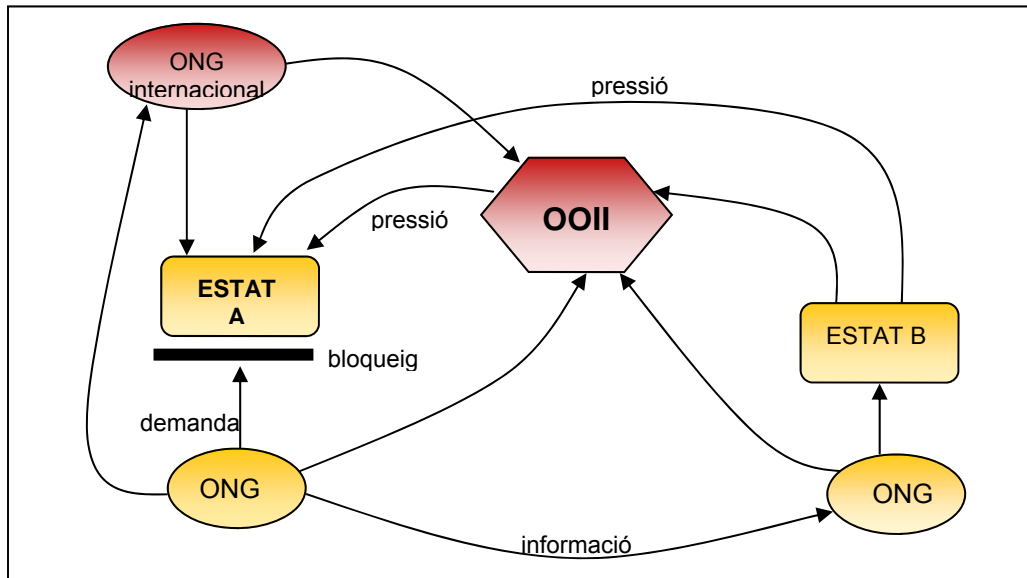 ONG
internacional
pressió
OOII
pressió
ESTAT
A
ESTAT B
bloqueig
demanda
ONG
ONG
informació